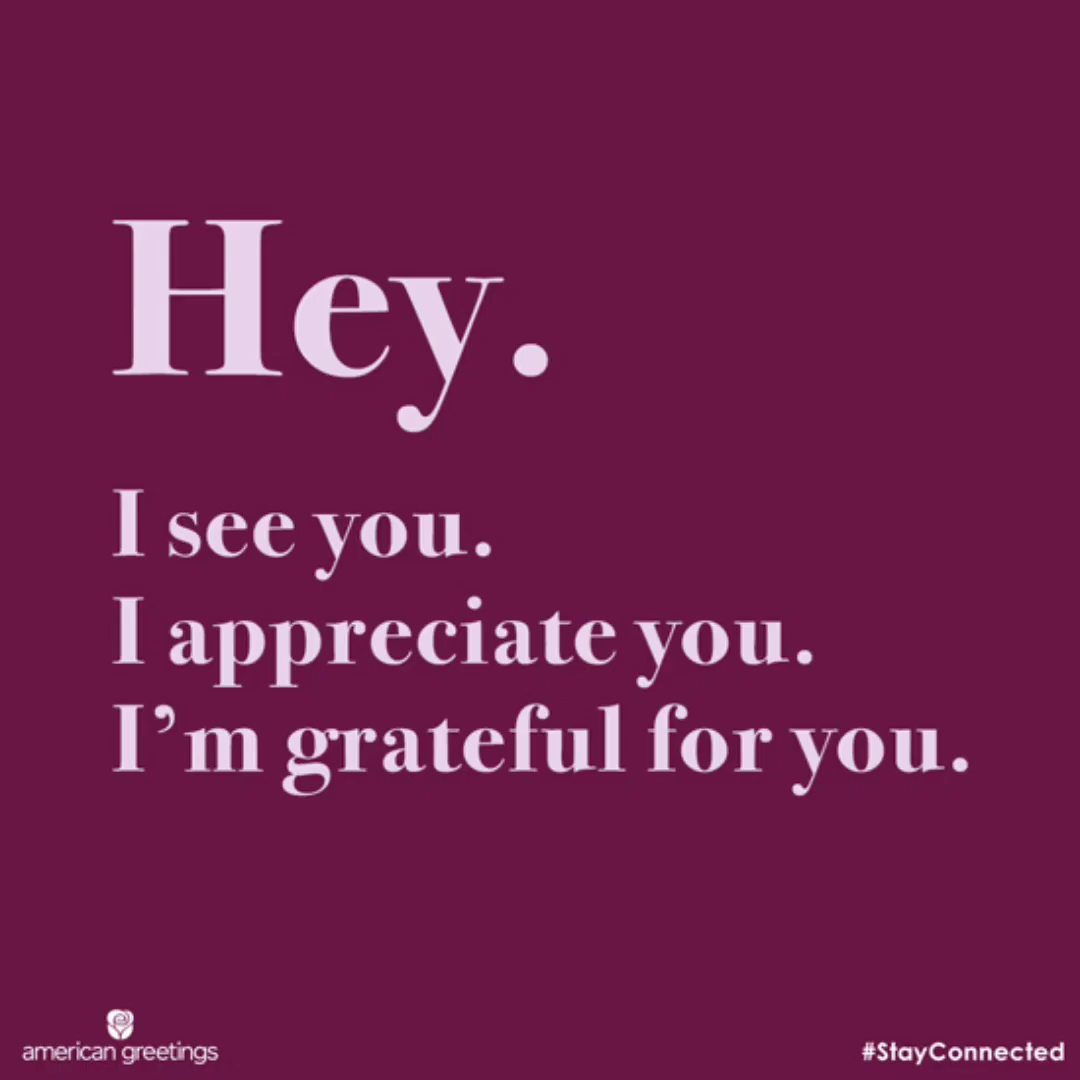 Hey.
I see you.
I appreciate you.
I’m grateful for you.
american greetings
#StayConnected